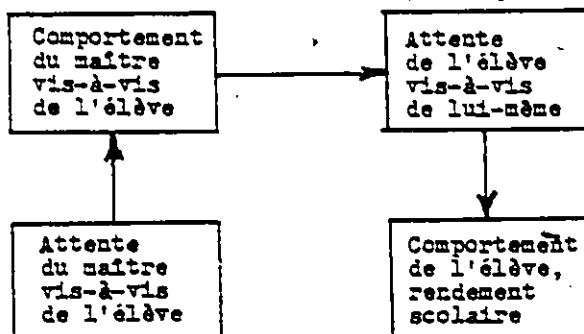 Comportement
du maître
vis-à-vis
de l'élève
Attente
de l'élève
vis-à-vis
de lui-même
Attente
du maître
vis-à-vis
de l'élève
Comportement
de l'élève,
rendement
scolaire